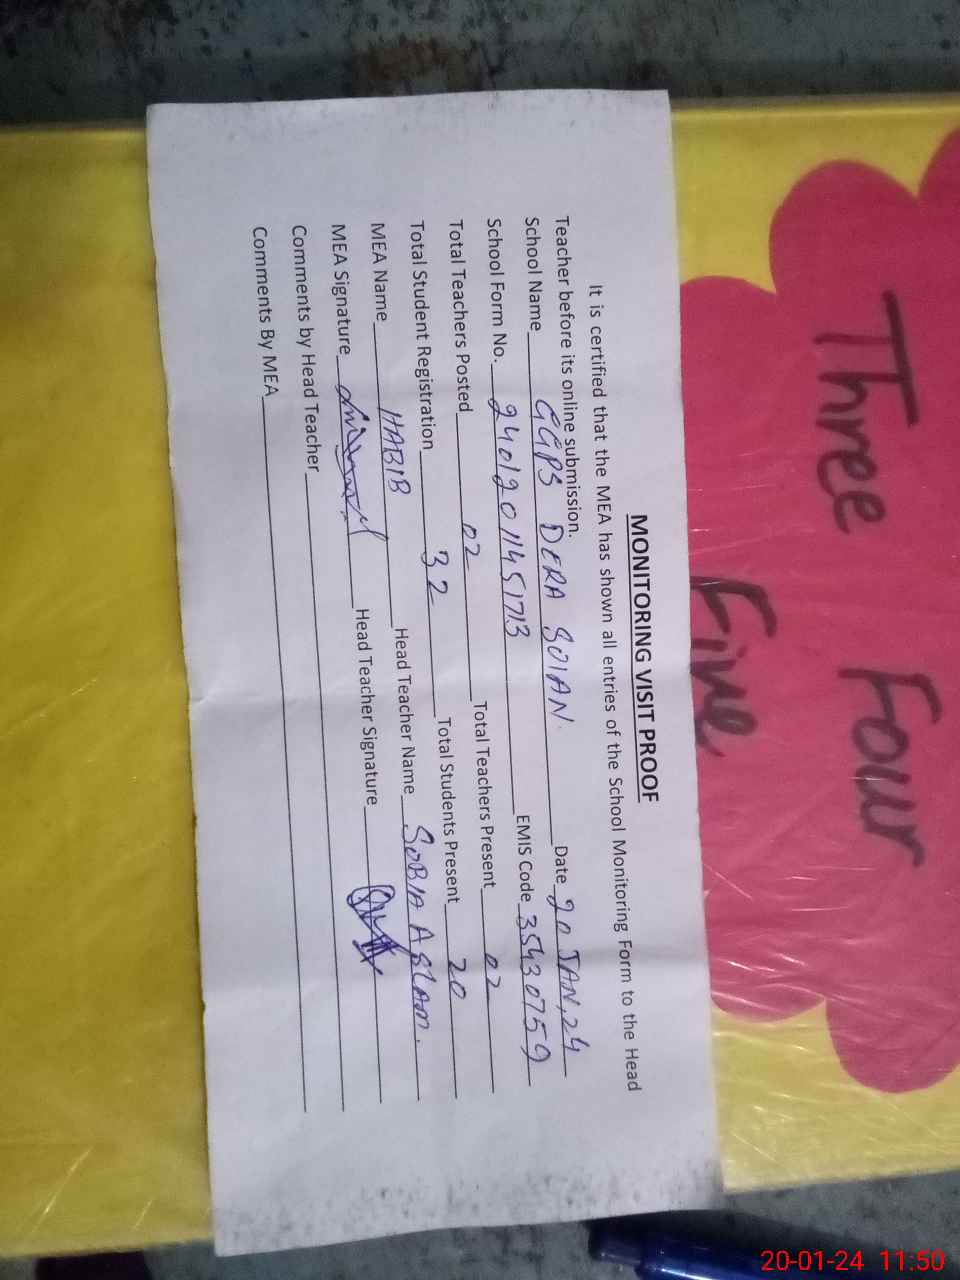 MONITORING VISIT PROOF
It is certified that the MEA has shown all entries of the School Monitoring Form to the Head
Teacher before its online submission.
School Name GGPS DERA SOIAN. Date 20 JAN, 24
School Form No. 24012011451713 EMIS Code 35430759
Total Teachers Posted 02 Total Teachers Present 02
Total Student Registration 32 Total Students Present 20
MEA Name HABIB Head Teacher Name SOBIA ASLAM.
MEA Signature Head Teacher Signature
Comments by Head Teacher
Comments By MEA
Three Four
Five
20-01-24 11:50